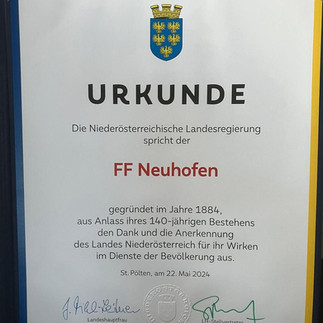 URKUNDE
Die Niederösterreichische Landesregierung
spricht der
FF Neuhofen
gegründet im Jahre 1884,
aus Anlass ihres 140-jährigen Bestehens
den Dank und die Anerkennung
des Landes Niederösterreich für ihr Wirken
im Dienste der Bevölkerung aus.
St. Pölten, am 22. Mai 2024
Landeshauptfrau